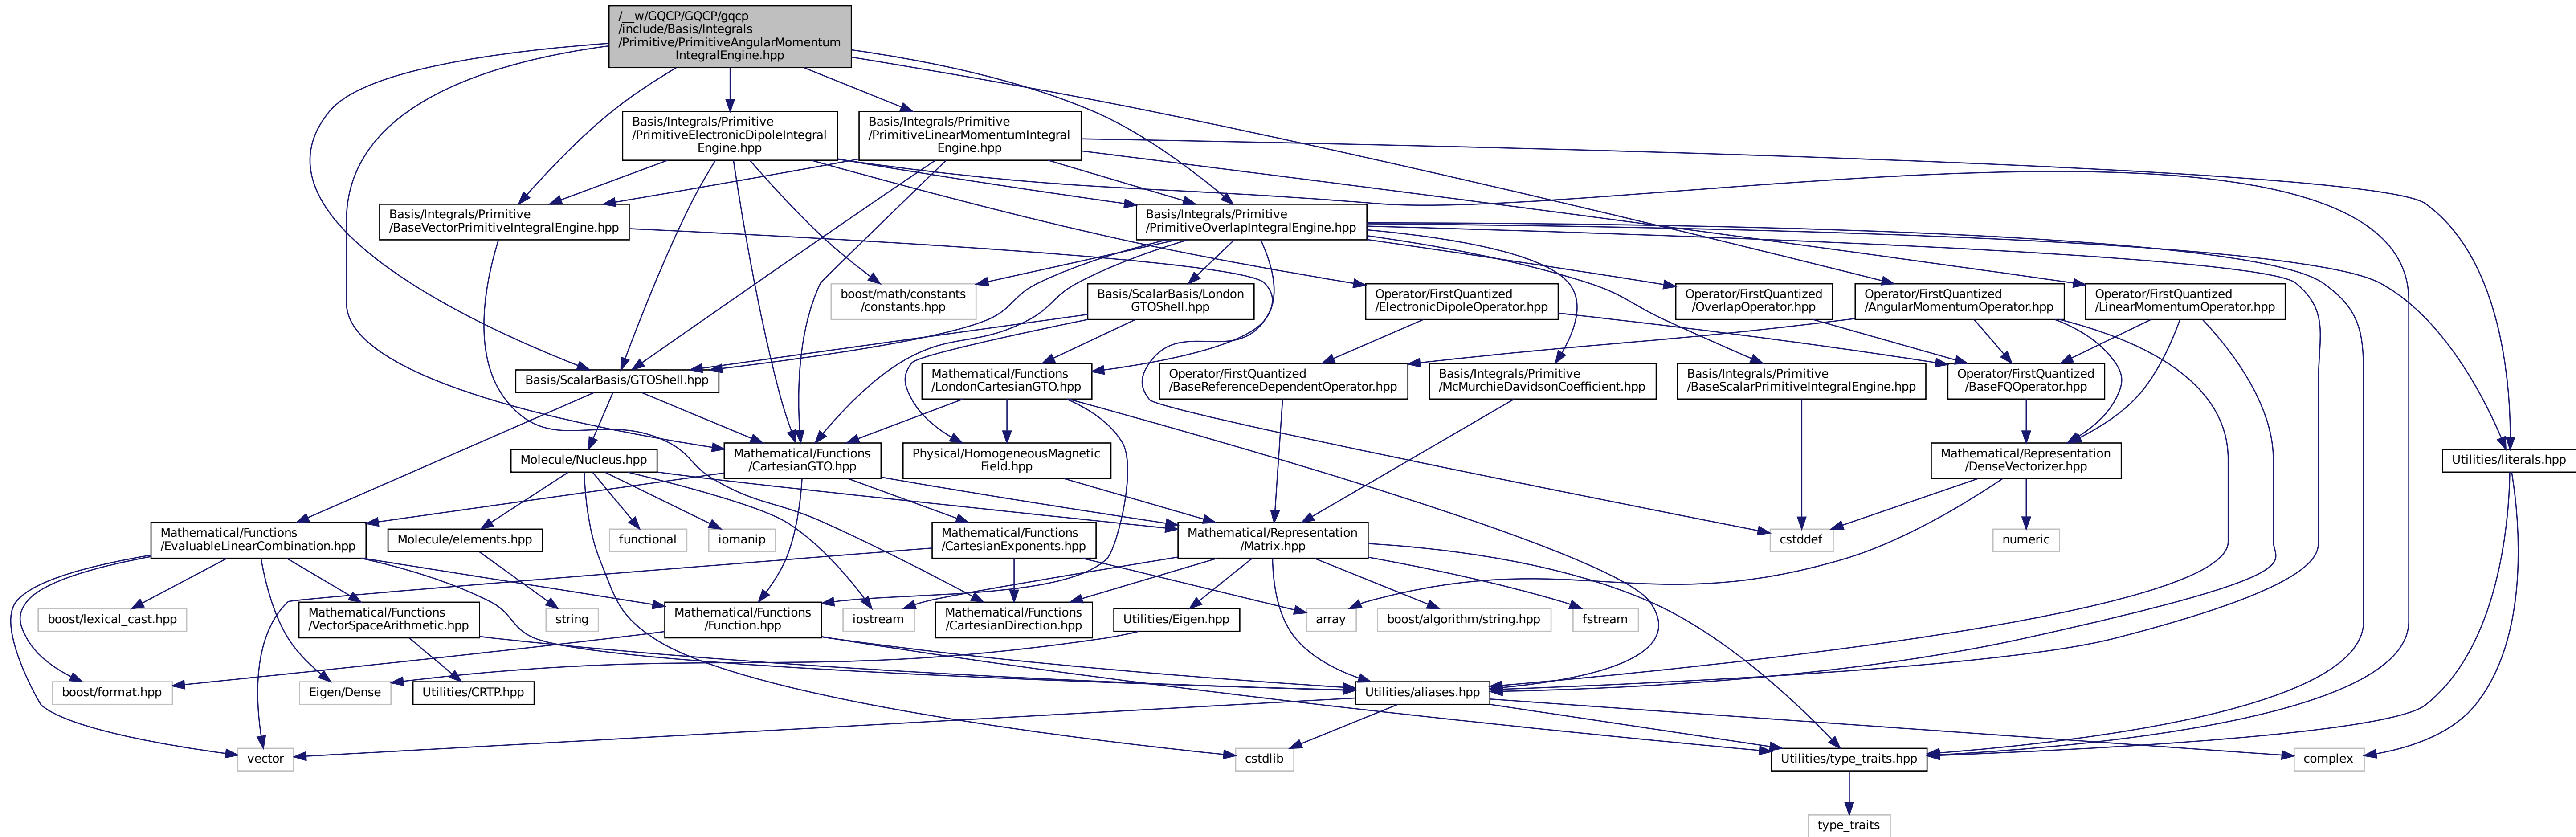 /__w/GQCP/GQCP/gqcp
/include/Basis/Integrals
/Primitive/PrimitiveAngularMomentum
IntegralEngine.hpp
Basis/Integrals/Primitive
/PrimitiveElectronicDipoleIntegral
Engine.hpp
Basis/Integrals/Primitive
/PrimitiveLinearMomentumIntegral
Engine.hpp
Basis/Integrals/Primitive
/BaseVectorPrimitiveIntegralEngine.hpp
Basis/Integrals/Primitive
/PrimitiveOverlapIntegralEngine.hpp
boost/math/constants
/constants.hpp
Basis/ScalarBasis/London
GTOShell.hpp
Operator/FirstQuantized
/ElectronicDipoleOperator.hpp
Operator/FirstQuantized
/OverlapOperator.hpp
Operator/FirstQuantized
/AngularMomentumOperator.hpp
Operator/FirstQuantized
/LinearMomentumOperator.hpp
Basis/ScalarBasis/GTOShell.hpp
Mathematical/Functions
/LondonCartesianGTO.hpp
Operator/FirstQuantized
/BaseReferenceDependentOperator.hpp
Basis/Integrals/Primitive
/McMurchieDavidsonCoefficient.hpp
Basis/Integrals/Primitive
/BaseScalarPrimitiveIntegralEngine.hpp
Operator/FirstQuantized
/BaseFQOperator.hpp
Molecule/Nucleus.hpp
Mathematical/Functions
/CartesianGTO.hpp
Physical/HomogeneousMagnetic
Field.hpp
Mathematical/Representation
/DenseVectorizer.hpp
Utilities/literals.hpp
Mathematical/Functions
/EvaluableLinearCombination.hpp
Molecule/elements.hpp
functional
iomanip
Mathematical/Functions
/CartesianExponents.hpp
Mathematical/Representation
/Matrix.hpp
cstddef
numeric
boost/lexical_cast.hpp
Mathematical/Functions
/VectorSpaceArithmetic.hpp
string
Mathematical/Functions
/Function.hpp
iostream
Mathematical/Functions
/CartesianDirection.hpp
Utilities/Eigen.hpp
array
boost/algorithm/string.hpp
fstream
boost/format.hpp
Eigen/Dense
Utilities/CRTP.hpp
Utilities/aliases.hpp
vector
cstdlib
Utilities/type_traits.hpp
complex
type_traits